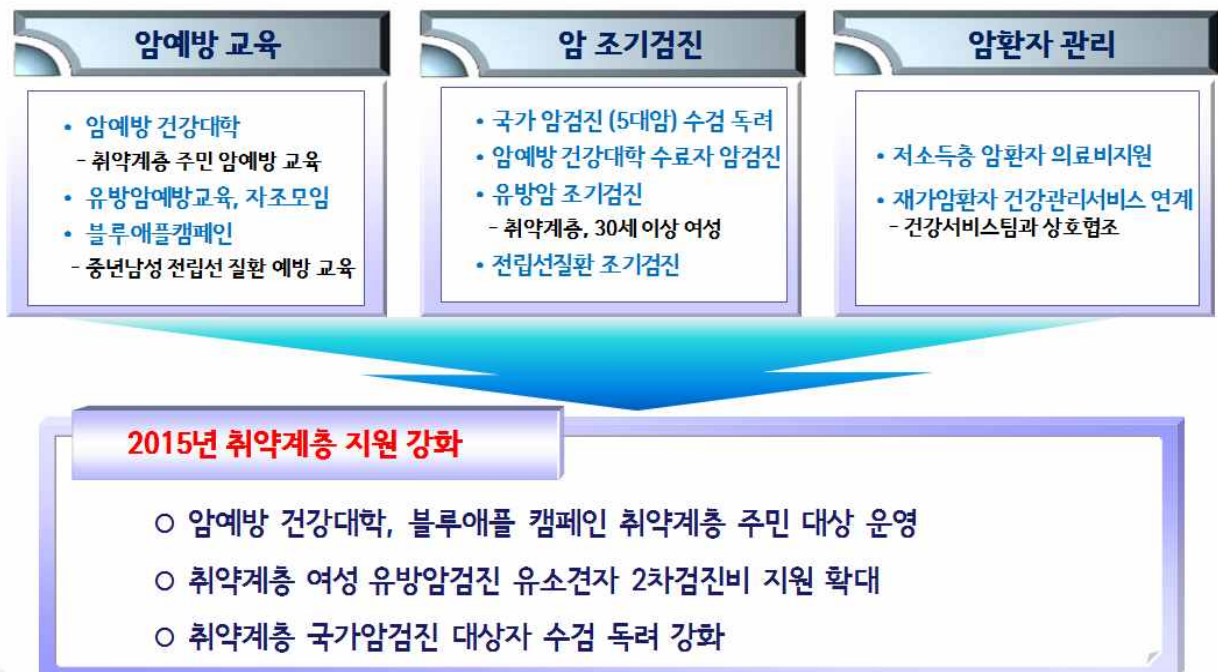 암예방 교육
• 암예방 건강대학
- 취약계층 주민 암예방 교육
• 유방암예방교육, 자조모임
• 블루애플캠페인
- 중년남성 전립선 질환 예방 교육
암 조기검진
• 국가 암검진 (5대암) 수검 독려
• 암예방 건강대학 수료자 암검진
• 유방암 조기검진
- 취약계층, 30세 이상 여성
• 전립선질환 조기검진
암환자 관리
• 저소득층 암환자 의료비지원
• 재가암환자 건강관리서비스 연계
- 건강서비스팀과 상호협조
2015년 취약계층 지원 강화
○ 암예방 건강대학, 블루애플 캠페인 취약계층 주민 대상 운영
○ 취약계층 여성 유방암검진 유소견자 2차검진비 지원 확대
○ 취약계층 국가암검진 대상자 수검 독려 강화